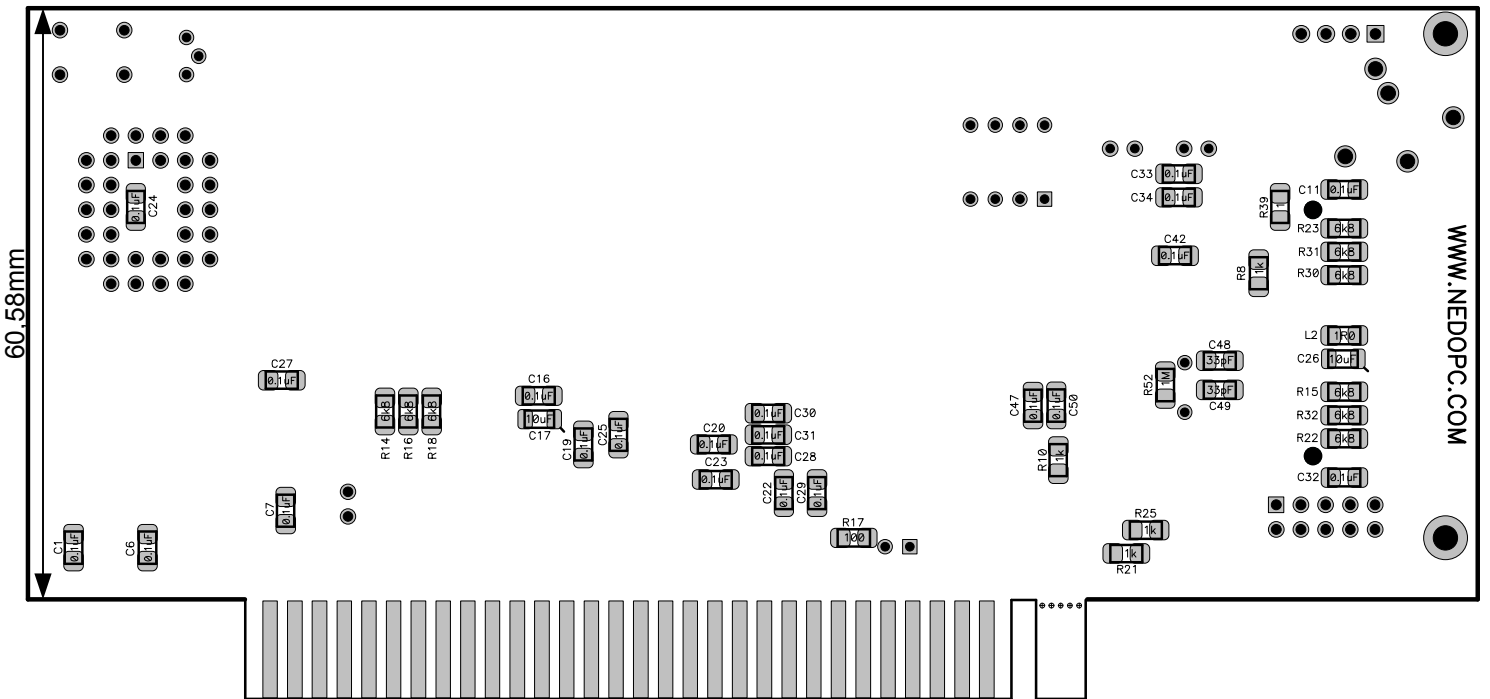 60,58mm
C24
0.1uF
C33
0.1uF
C34
0.1uF
C42
0.1uF
R39
1
R8
1k
C11
0.1uF
R23
6k8
R31
6k8
R30
6k8
L2
1R0
C26
10uF
R15
6k8
R32
6k8
R22
6k8
C32
0.1uF
WWW.NEDOPC.COM
C27
0.1uF
6k8
R14
6k8
R16
6k8
R18
C16
0.1uF
10uF
C17
C19
0.1uF
C25
0.1uF
C20
0.1uF
C23
0.1uF
0.1uF
C30
0.1uF
C31
0.1uF
C28
C22
0.1uF
C29
0.1uF
C47
0.1uF
0.1uF
C50
R10
1k
R52
1M
C48
33pF
33pF
C49
C7
0.1uF
C1
0.1uF
C6
0.1uF
R17
100
R25
1k
1k
R21